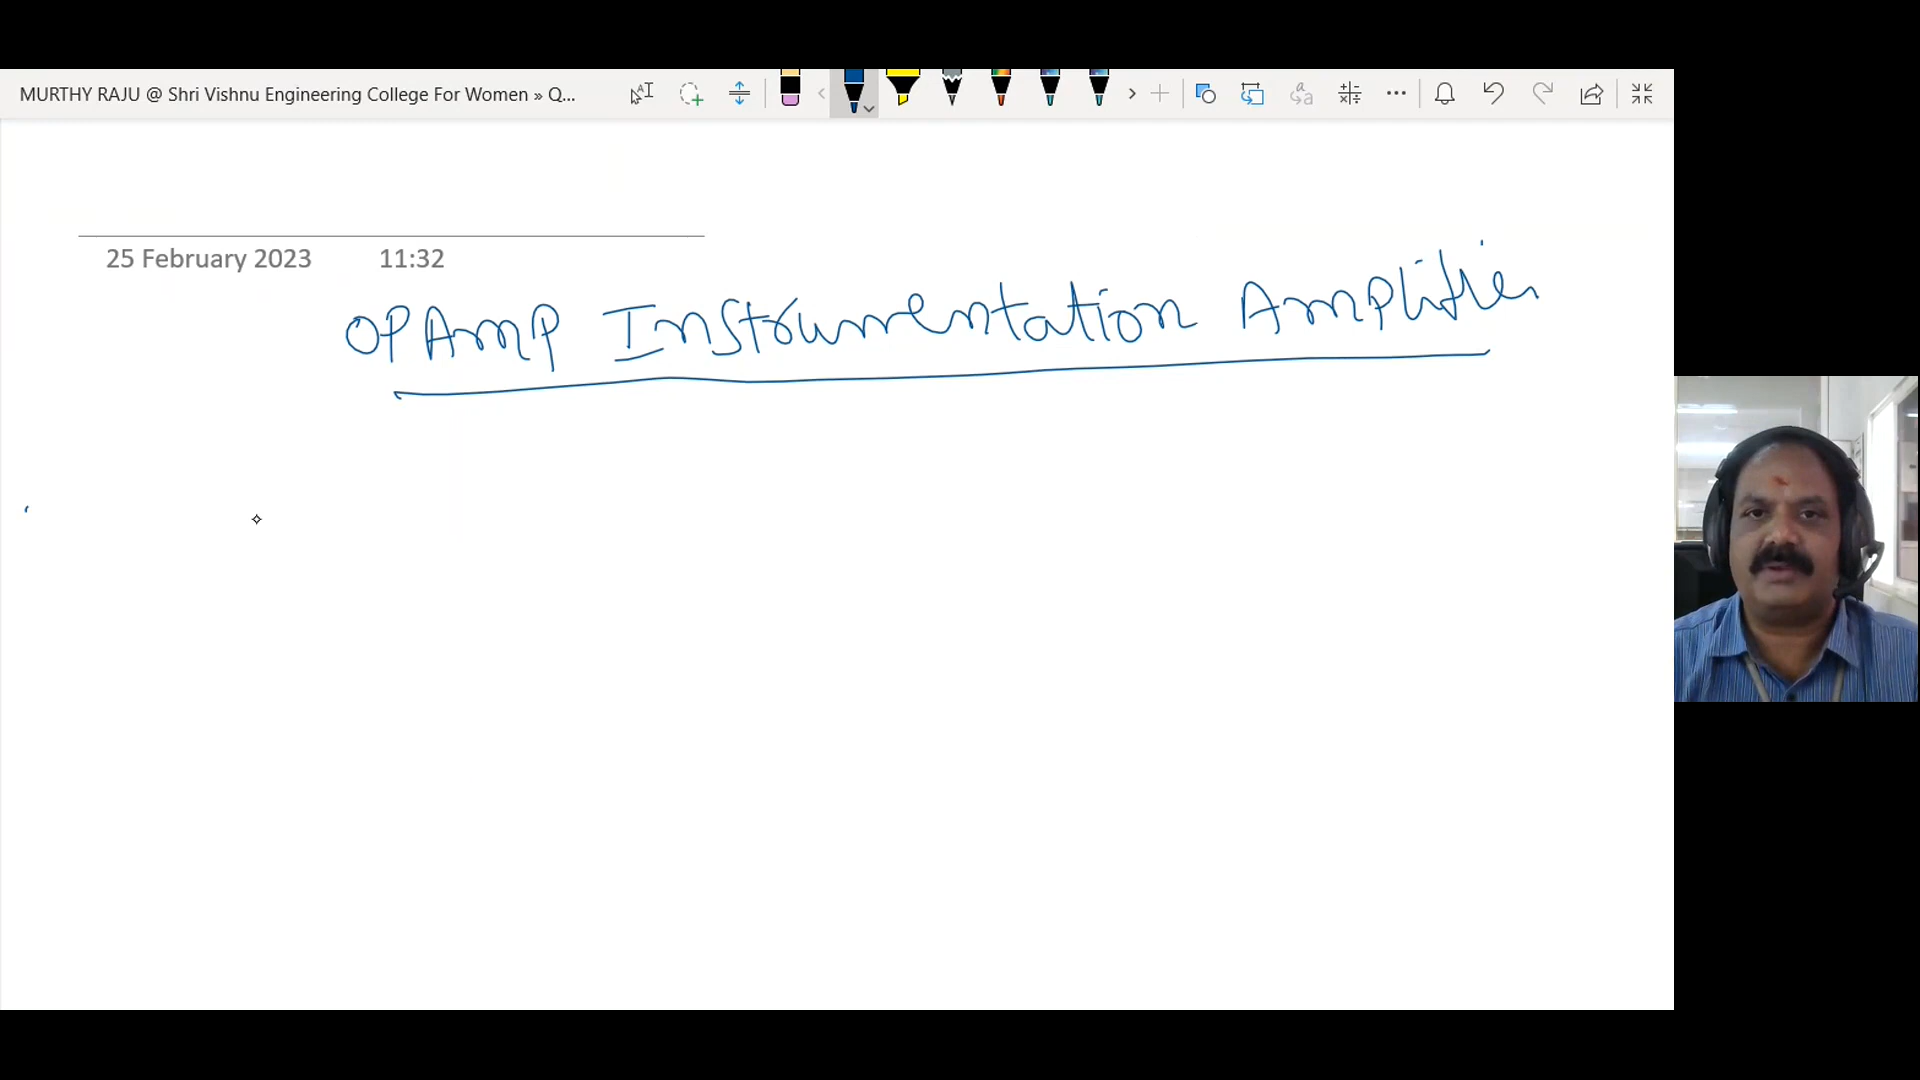 MURTHY RAJU @ Shri Vishnu Engineering College For Women » Q...
25 February 2023 11:32
OPAmp Instrumentation Amplifier